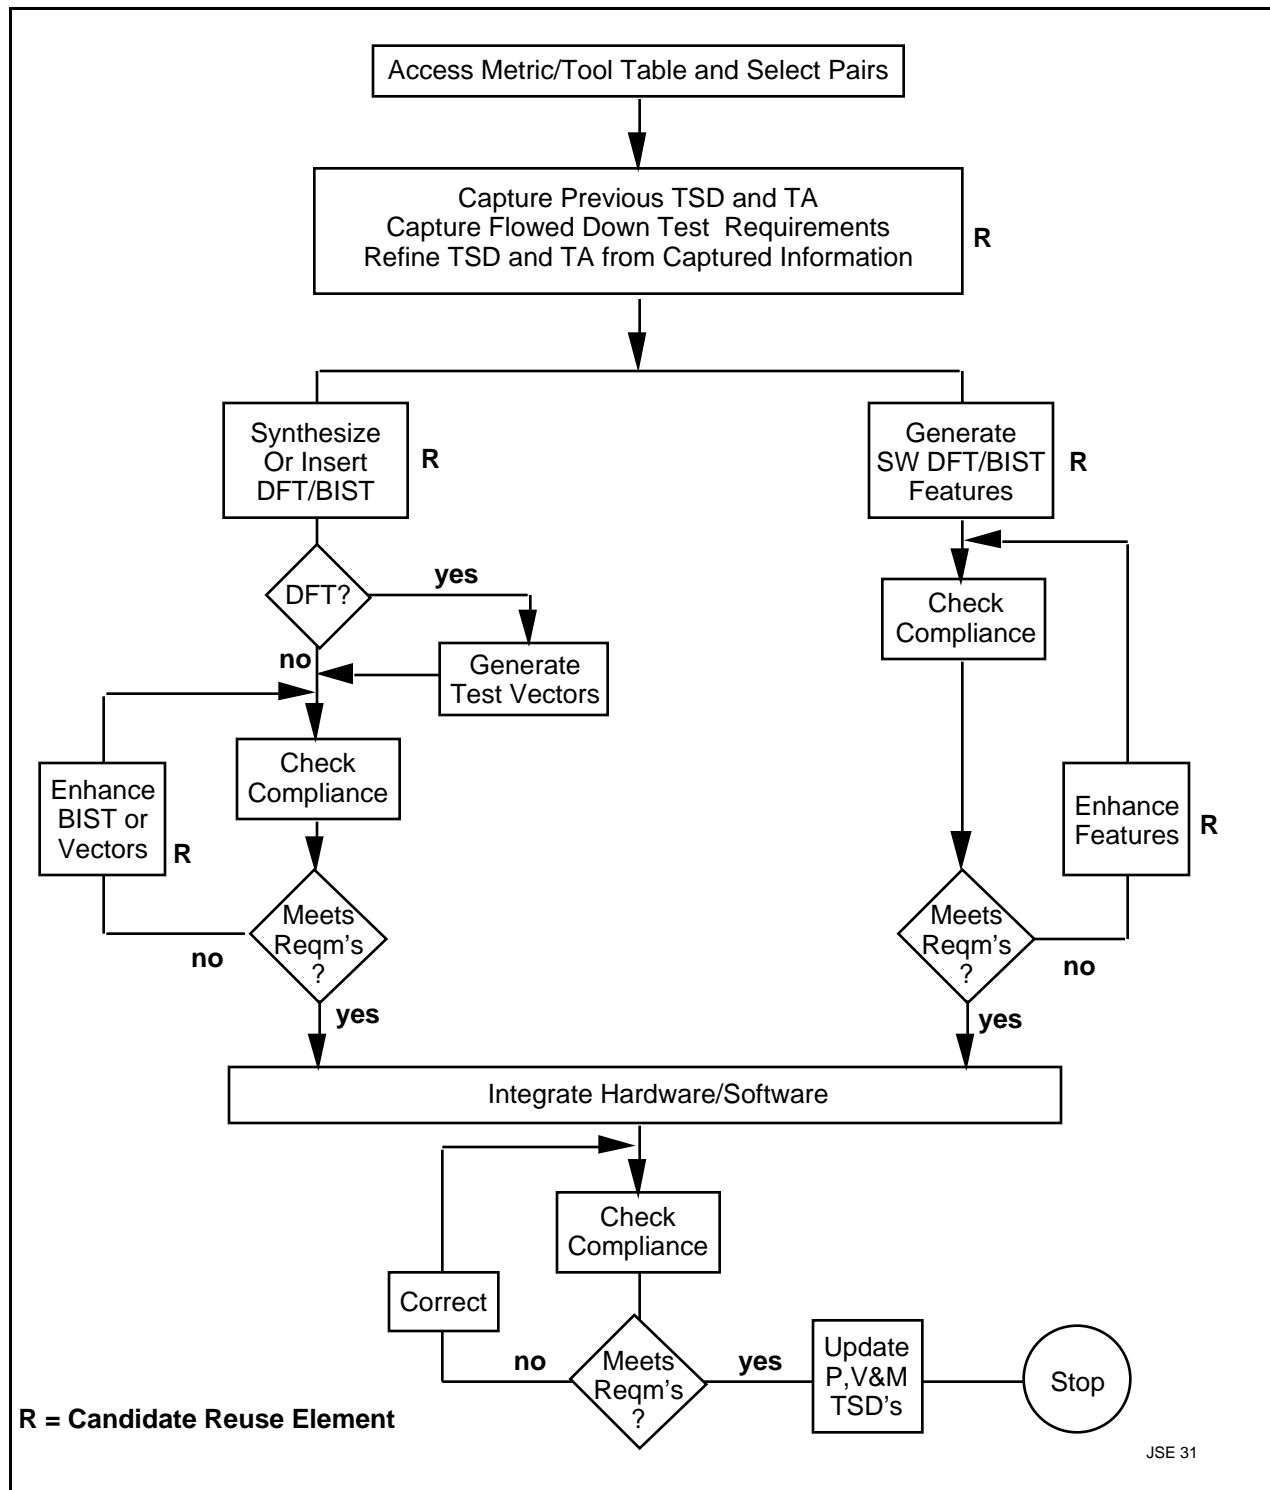 Access Metric/Tool Table and Select Pairs
Capture Previous TSD and TA
Capture Flowed Down Test Requirements
Refine TSD and TA from Captured Information
R
Synthesize
Or Insert
DFT/BIST
R
Generate
SW DFT/BIST
Features
R
DFT?
yes
no
Generate
Test Vectors
Check
Compliance
Check
Compliance
Enhance
BIST or
Vectors
R
Enhance
Features
R
Meets
Reqm's
?
no
yes
Meets
Reqm's
?
no
yes
Integrate Hardware/Software
Check
Compliance
Correct
no
Meets
Reqm's
?
yes
Update
P,V&M
TSD's
Stop
R = Candidate Reuse Element
JSE 31